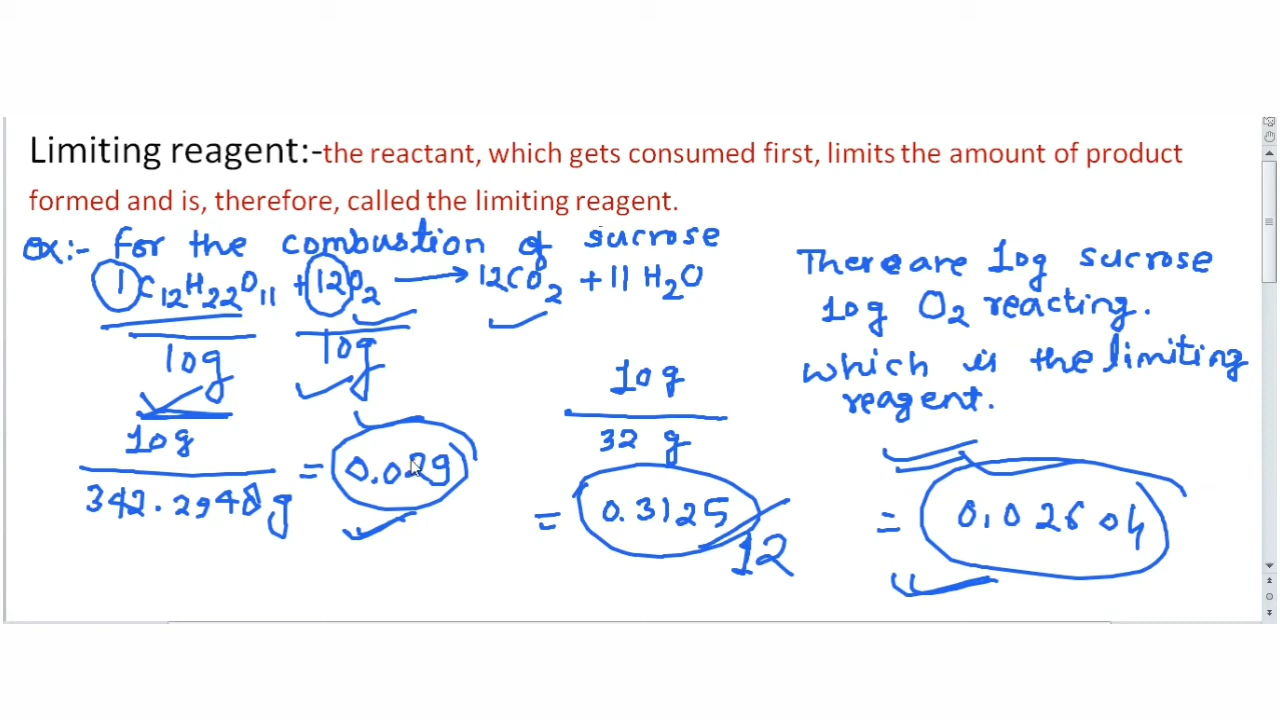 Limiting reagent:-the reactant, which gets consumed first, limits the amount of product
formed and is, therefore, called the limiting reagent.
Ex:- for the combustion of sucrose
1 C12H22O11 + 12O2 → 12CO2 + 11 H2O
10g 10g
10g
342.2948 g = 0.029
10g
32 g
= 0.3125
12
There are 10g sucrose
10g O2 reacting.
which is the limiting
reagent.
= 0.02604